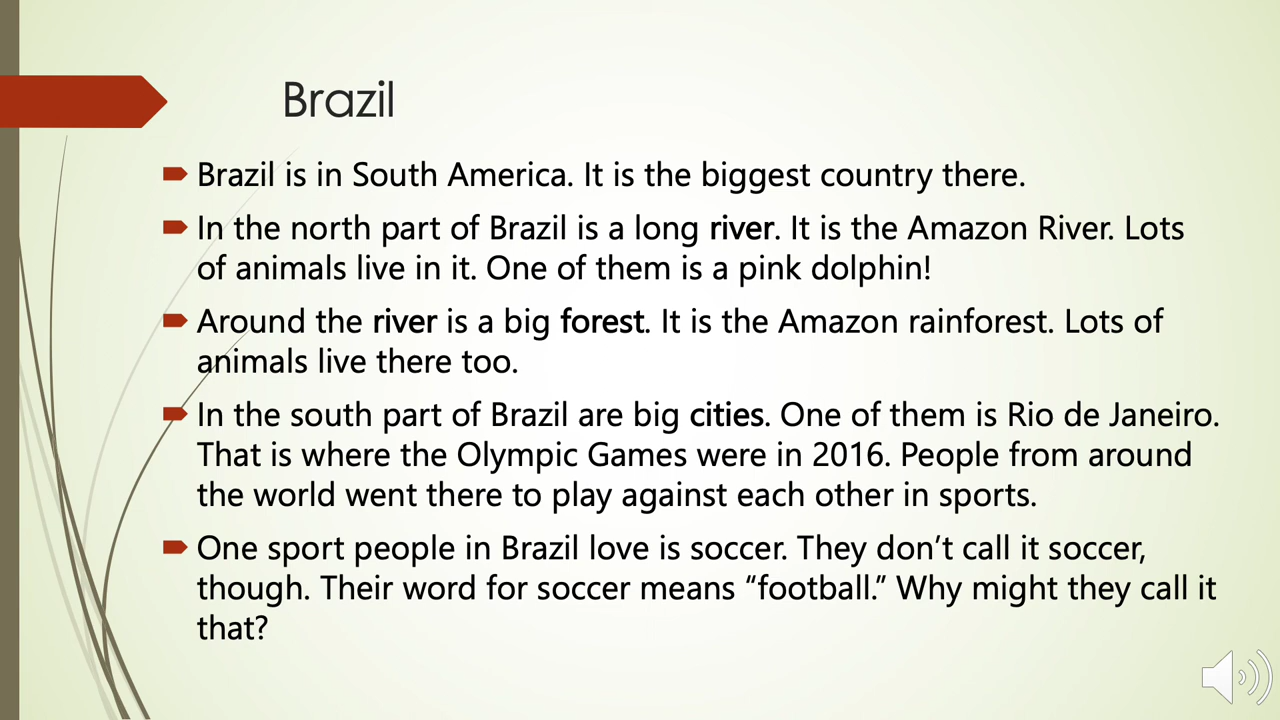 Brazil
Brazil is in South America. It is the biggest country there.
In the north part of Brazil is a long river. It is the Amazon River. Lots
of animals live in it. One of them is a pink dolphin!
Around the river is a big forest. It is the Amazon rainforest. Lots of
animals live there too.
In the south part of Brazil are big cities. One of them is Rio de Janeiro.
That is where the Olympic Games were in 2016. People from around
the world went there to play against each other in sports.
One sport people in Brazil love is soccer. They don’t call it soccer,
though. Their word for soccer means “football.” Why might they call it
that?